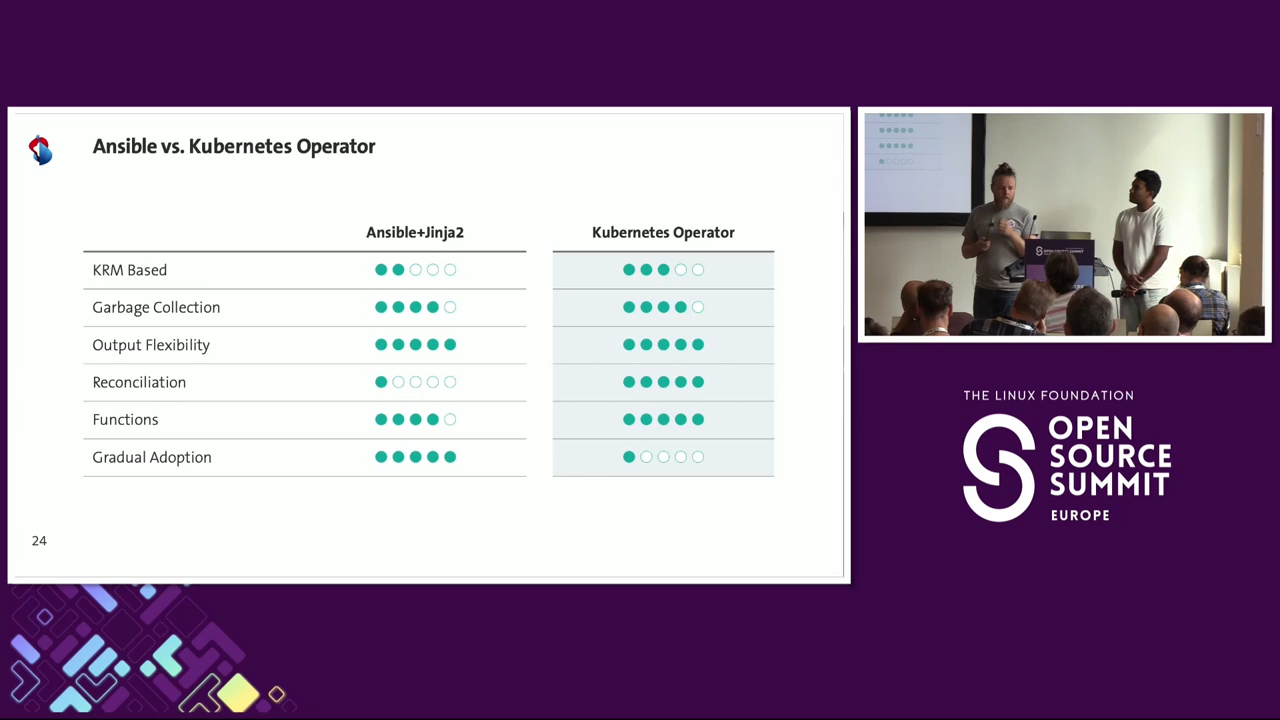 Ansible vs. Kubernetes Operator
Ansible+Jinja2 Kubernetes Operator
KRM Based
Garbage Collection
Output Flexibility
Reconciliation
Functions
Gradual Adoption
24
THE LINUX FOUNDATION
OPEN
SOURCE
SUMMIT
EUROPE